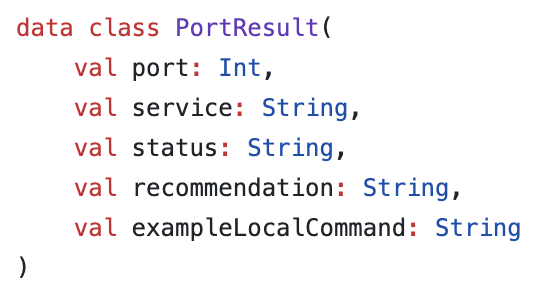 data class PortResult(
    val port: Int,
    val service: String,
    val status: String,
    val recommendation: String,
    val exampleLocalCommand: String
)